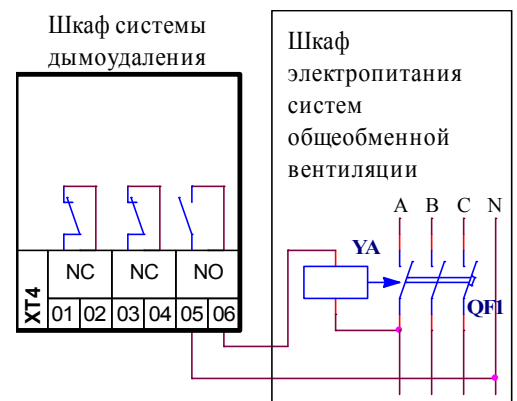 Шкаф системы
дымоудаления
Шкаф
электропитания
систем
общеобменной
вентиляции
A B C N
YA
QF1
XT4
NC NC NO
01 02 03 04 05 06